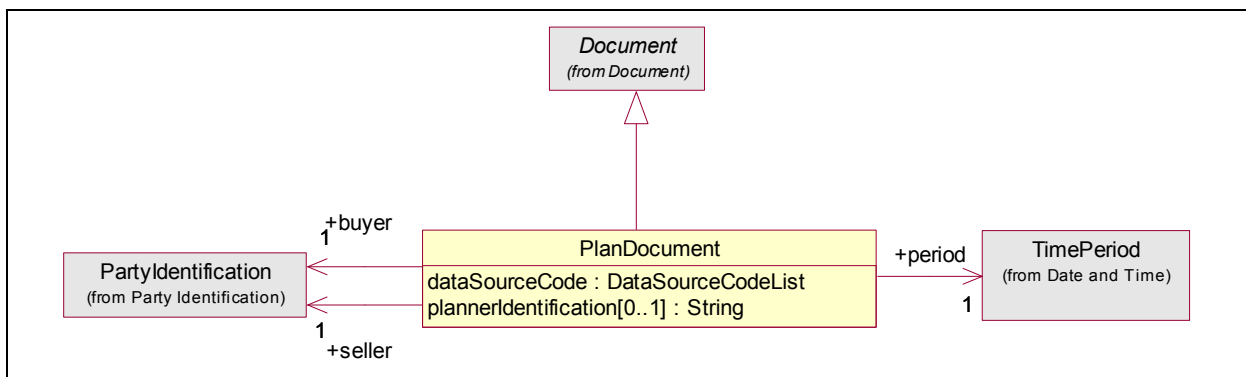 Document
(from Document)
+buyer
1
PartyIdentification
(from Party Identification)
1
+seller
PlanDocument
dataSourceCode : DataSourceCodeList
plannerIdentification[0..1] : String
+period
1
TimePeriod
(from Date and Time)